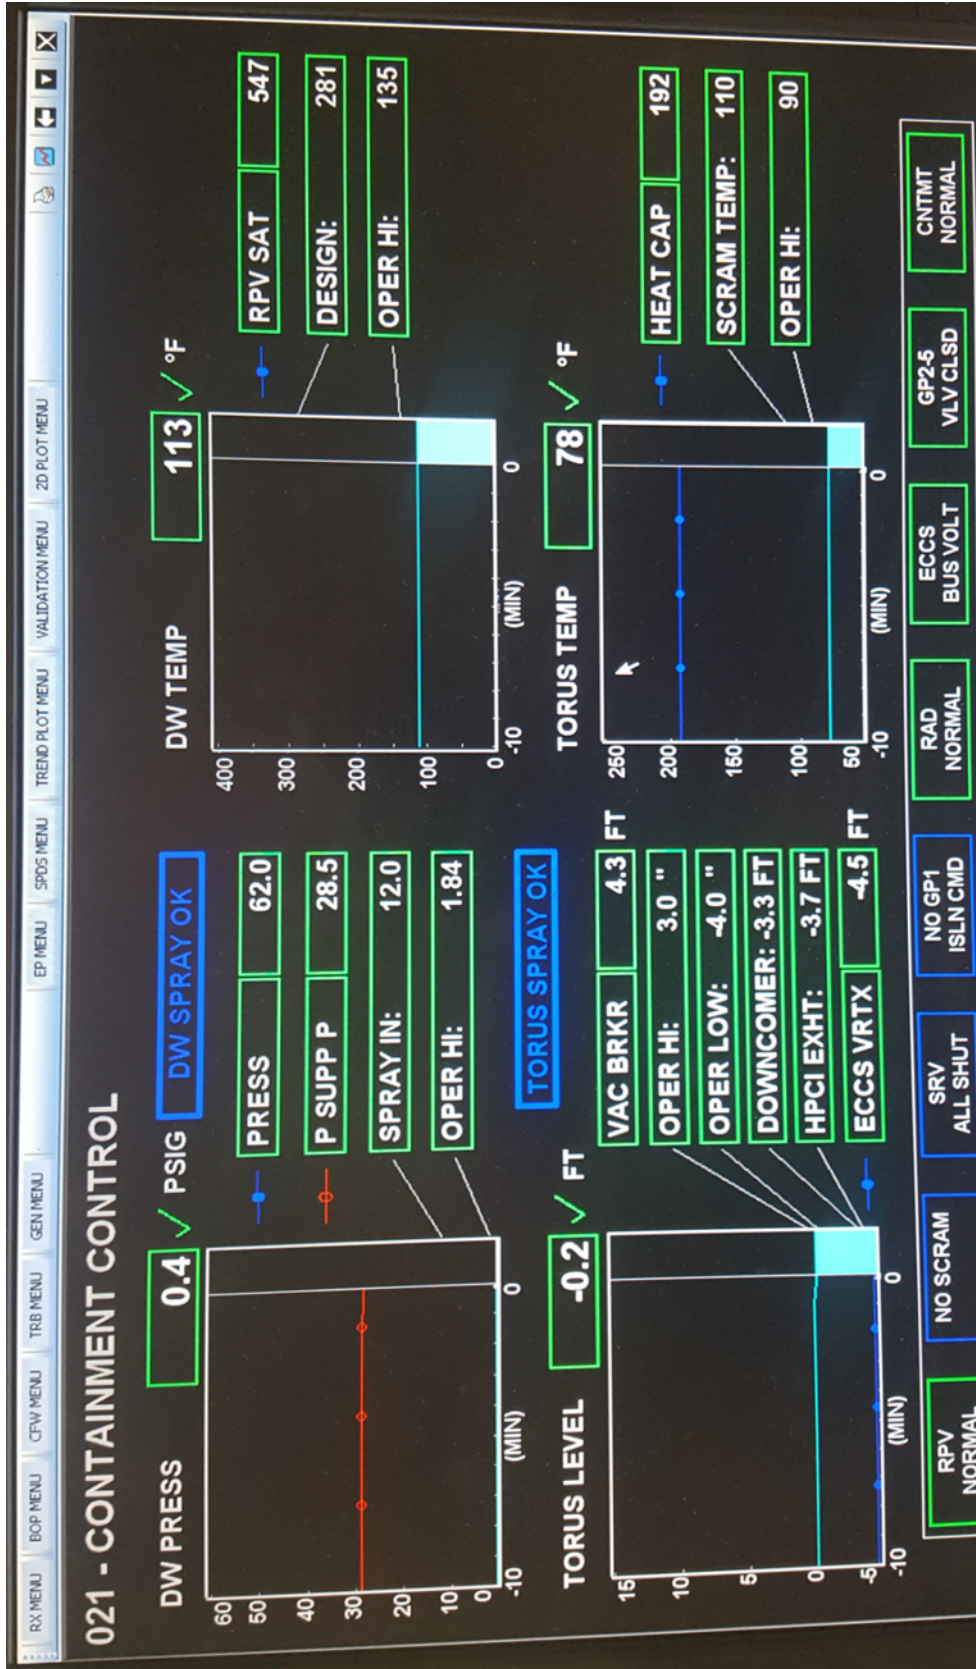 RX MENU BOP MENU CFW MENU TRB MENU GEN MENU EP MENU SPDS MENU TREND PLOT MENU VALIDATION MENU 2D PLOT MENU
021 - CONTAINMENT CONTROL
DW PRESS 0.4 PSIG
DW SPRAY OK
60
50
40
30
20
10
0
-10 (MIN) 0
PRESS 62.0
P SUPP P 28.5
SPRAY IN: 12.0
OPER HI: 1.84
DW TEMP 113 °F
400
300
200
100
0
-10 (MIN) 0
RPV SAT 547
DESIGN: 281
OPER HI: 135
TORUS LEVEL -0.2 FT
TORUS SPRAY OK
15
10
5
0
-5
-10 (MIN) 0
VAC BRKR 4.3 FT
OPER HI: 3.0 "
OPER LOW: -4.0 "
DOWNCOMER: -3.3 FT
HPCI EXHT: -3.7 FT
ECCS VRTX -4.5 FT
TORUS TEMP 78 °F
250
200
150
100
50
-10 (MIN) 0
HEAT CAP 192
SCRAM TEMP: 110
OPER HI: 90
RPV
NORMAL
NO SCRAM
SRV
ALL SHUT
NO GP1
ISLN CMD
RAD
NORMAL
ECCS
BUS VOLT
GP2-5
VLV CLSD
CNTMT
NORMAL